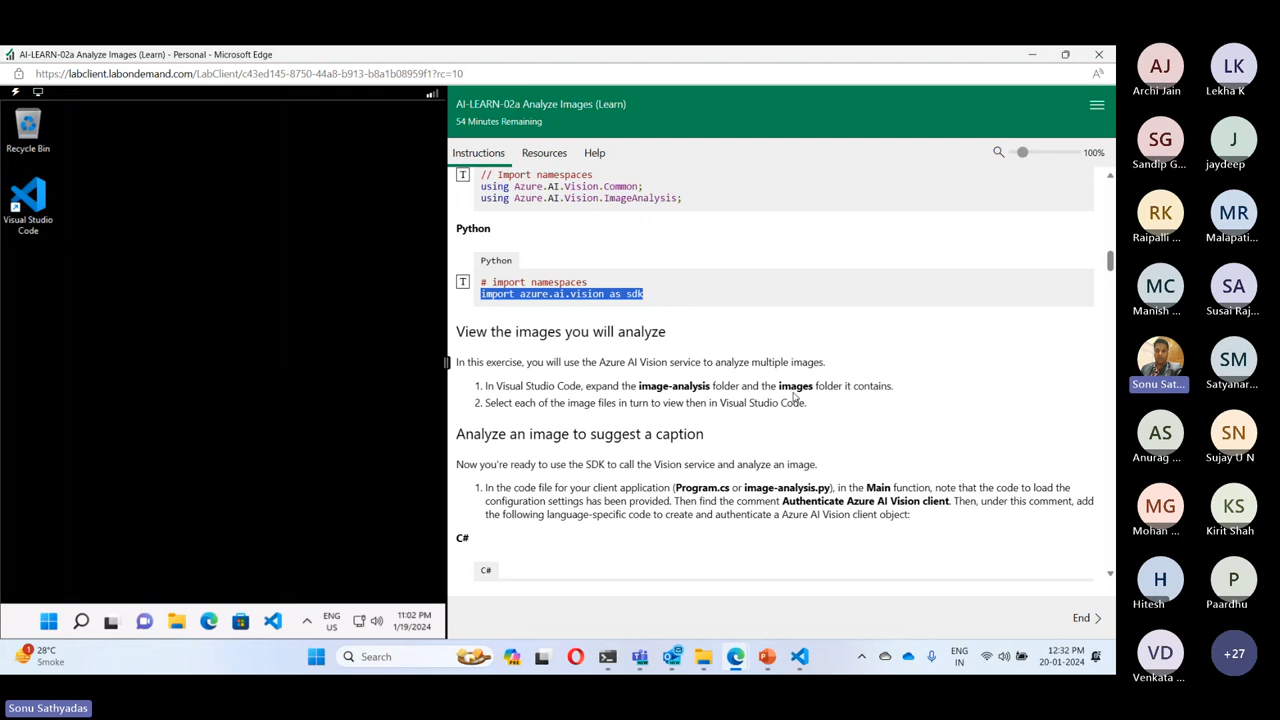 AI-LEARN-02a Analyze Images (Learn) - Personal - Microsoft Edge
https://labclient.labondemand.com/LabClient/c43ed145-8750-44a8-b913-b8a1b08959f1?rc=10
Recycle Bin
Visual Studio
Code
AI-LEARN-02a Analyze Images (Learn)
54 Minutes Remaining
Instructions Resources Help
100%
T
// Import namespaces
using Azure.AI.Vision.Common;
using Azure.AI.Vision.ImageAnalysis;
Python
Python
T
# import namespaces
import azure.ai.vision as sdk
View the images you will analyze
In this exercise, you will use the Azure AI Vision service to analyze multiple images.
1. In Visual Studio Code, expand the image-analysis folder and the images folder it contains.
2. Select each of the image files in turn to view then in Visual Studio Code.
Analyze an image to suggest a caption
Now you're ready to use the SDK to call the Vision service and analyze an image.
1. In the code file for your client application (Program.cs or image-analysis.py), in the Main function, note that the code to load the
configuration settings has been provided. Then find the comment Authenticate Azure AI Vision client. Then, under this comment, add
the following language-specific code to create and authenticate a Azure AI Vision client object:
C#
C#
End
ENG
US
11:02 PM
1/19/2024
28°C
Smoke
Search
ENG
IN
12:32 PM
20-01-2024
AJ
Archi Jain
LK
Lekha K
SG
Sandip G...
J
jaydeep
RK
Raipalli ...
MR
Malapati...
MC
Manish ...
SA
Susai Raj...
Sonu Sat...
SM
Satyanar...
AS
Anurag ...
SN
Sujay U N
MG
Mohan ...
KS
Kirit Shah
H
Hitesh
P
Paardhu
VD
Venkata ...
+27
Sonu Sathyadas